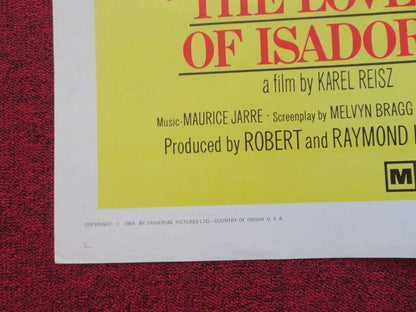 "THE LOVE
OF ISADOR
a film by KAREL REISZ
Music-MAURICE JARRE · Screenplay by MELVYN BRAGG
Produced by ROBERT and RAYMOND
M
COPYRIGHT © 1969 BY UNIVERSAL PICTURES LTD.—COUNTRY OF ORIGIN U. S. A.